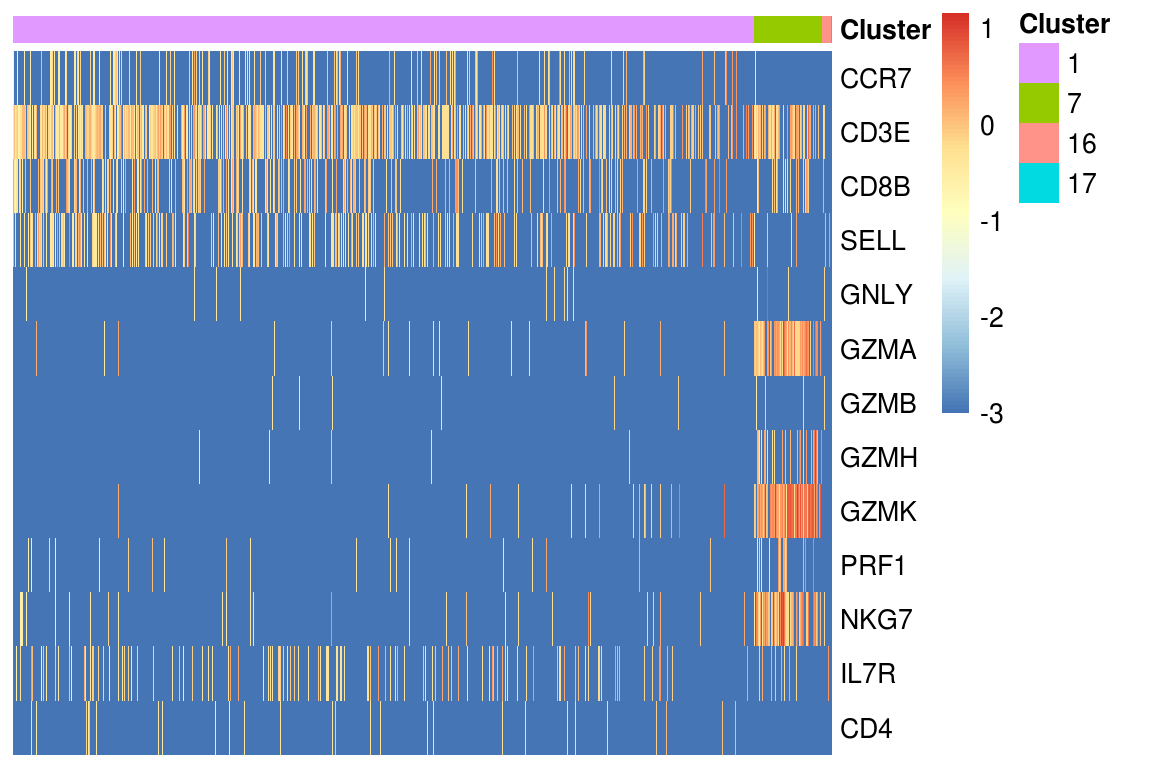 Cluster
CCR7
CD3E
CD8B
SELL
GNLY
GZMA
GZMB
GZMH
GZMK
PRF1
NKG7
IL7R
CD4
1
0
-1
-2
-3
Cluster
1
7
16
17